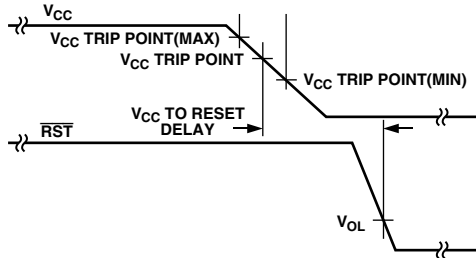 VCC
VCC TRIP POINT(MAX)
VCC TRIP POINT
VCC TRIP POINT(MIN)
VCC TO RESET
DELAY
RST
VOL